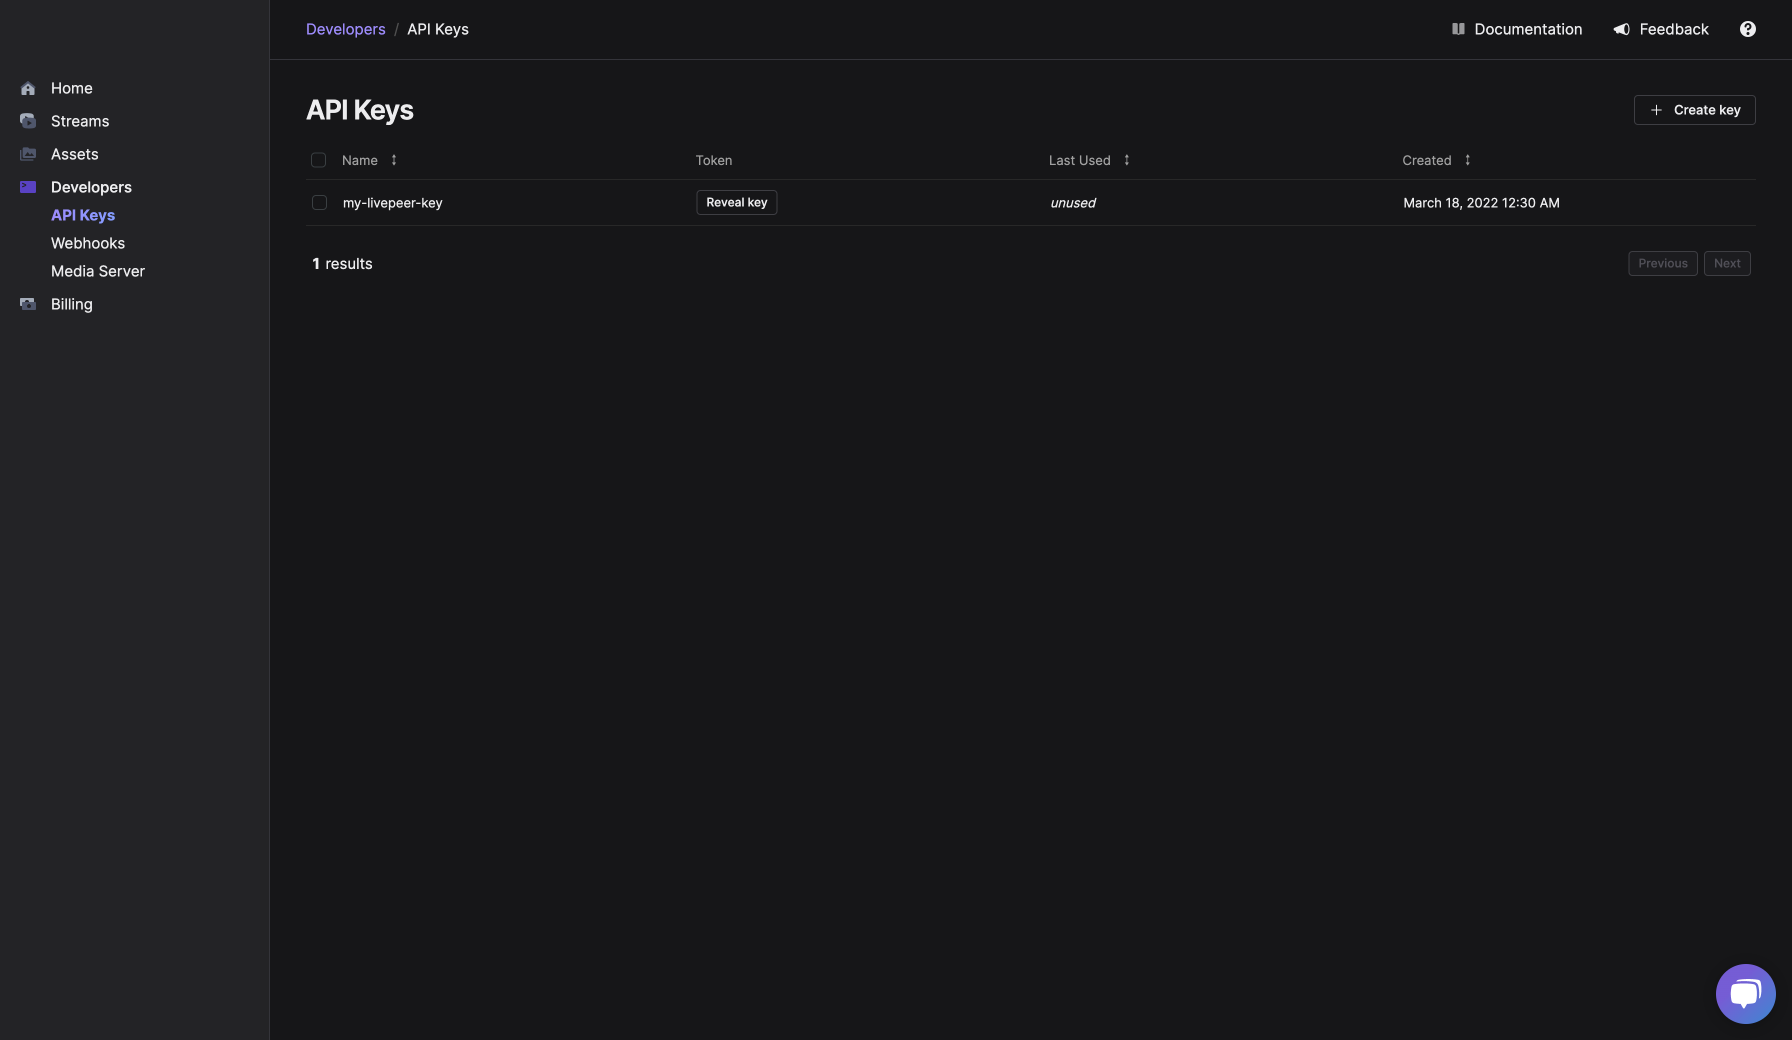 Developers / API Keys
Documentation
Feedback
Home
Streams
Assets
Developers
API Keys
Webhooks
Media Server
Billing
API Keys
Create key
Name Token Last Used Created
my-livepeer-key Reveal key unused March 18, 2022 12:30 AM
1 results
Previous Next